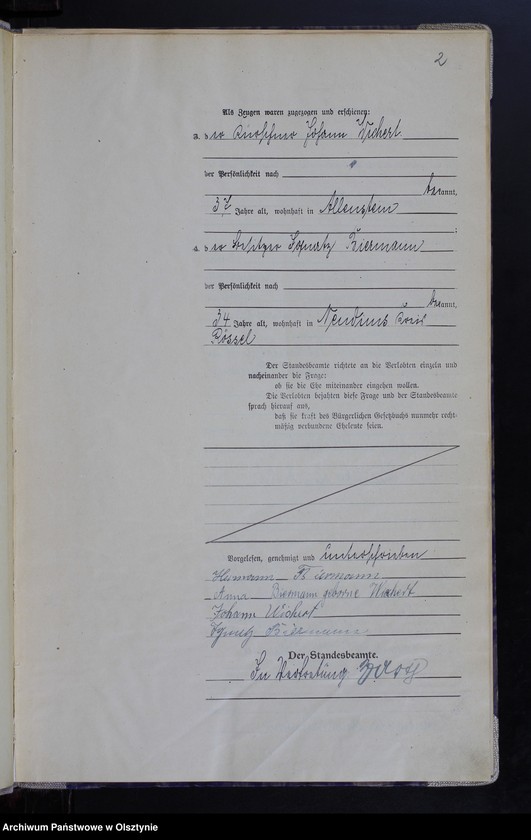 2
Als Zeugen waren zugezogen und erschienen:
3. der Kürschner Johann Wichert
der Persönlichkeit nach
bekannt,
37 Jahre alt, wohnhaft in Allenstein
;
4. der Besitzer Ignatz Biermann
der Persönlichkeit nach
bekannt,
34 Jahre alt, wohnhaft in Kreis
Rössel
Der Standesbeamte richtete an die Verlobten einzeln und
nacheinander die Frage:
ob sie die Ehe miteinander eingehen wollen.
Die Verlobten bejahten diese Frage und der Standesbeamte
sprach hierauf aus,
daß sie kraft des Bürgerlichen Gesetzbuchs nunmehr recht-
mäßig verbundene Eheleute seien.
Vorgelesen, genehmigt und unterschrieben
Hermann Biermann
Anna Biermann geborene Wichert
Johann Wichert
Ignatz Biermann
Der Standesbeamte.
In Vertretung
Archiwum Państwowe w Olsztynie